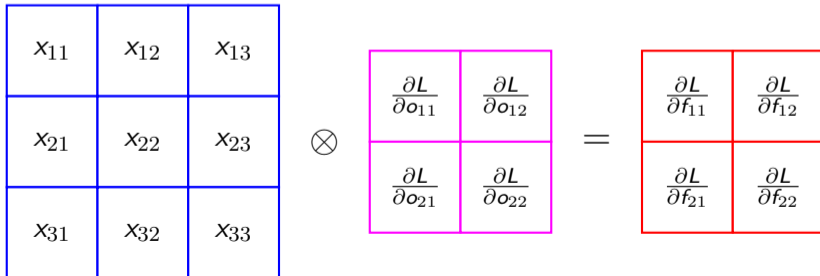 x₁₁ x₁₂ x₁₃
x₂₁ x₂₂ x₂₃
x₃₁ x₃₂ x₃₃
⊗
∂L/∂o₁₁ ∂L/∂o₁₂
∂L/∂o₂₁ ∂L/∂o₂₂
=
∂L/∂f₁₁ ∂L/∂f₁₂
∂L/∂f₂₁ ∂L/∂f₂₂